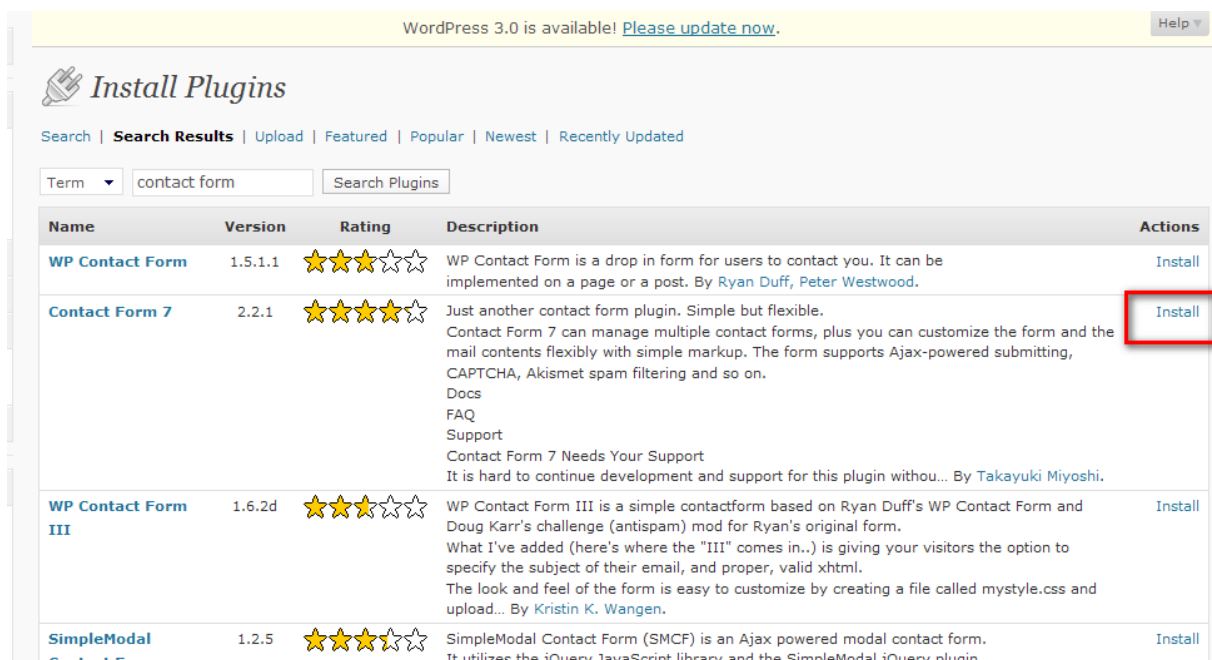 WordPress 3.0 is available! Please update now.
Help
Install Plugins
Search | Search Results | Upload | Featured | Popular | Newest | Recently Updated
Term contact form Search Plugins
Name Version Rating Description Actions
WP Contact Form 1.5.1.1 WP Contact Form is a drop in form for users to contact you. It can be Install
implemented on a page or a post. By Ryan Duff, Peter Westwood.
Contact Form 7 2.2.1 Just another contact form plugin. Simple but flexible. Install
Contact Form 7 can manage multiple contact forms, plus you can customize the form and the
mail contents flexibly with simple markup. The form supports Ajax-powered submitting,
CAPTCHA, Akismet spam filtering and so on.
Docs
FAQ
Support
Contact Form 7 Needs Your Support
It is hard to continue development and support for this plugin withou... By Takayuki Miyoshi.
WP Contact Form 1.6.2d WP Contact Form III is a simple contactform based on Ryan Duff's WP Contact Form and Install
III Doug Karr's challenge (antispam) mod for Ryan's original form.
What I've added (here's where the "III" comes in..) is giving your visitors the option to
specify the subject of their email, and proper, valid xhtml.
The look and feel of the form is easy to customize by creating a file called mystyle.css and
upload... By Kristin K. Wangen.
SimpleModal 1.2.5 SimpleModal Contact Form (SMCF) is an Ajax powered modal contact form. Install
It utilizes the jQuery JavaScript library and the SimpleModal jQuery plugin